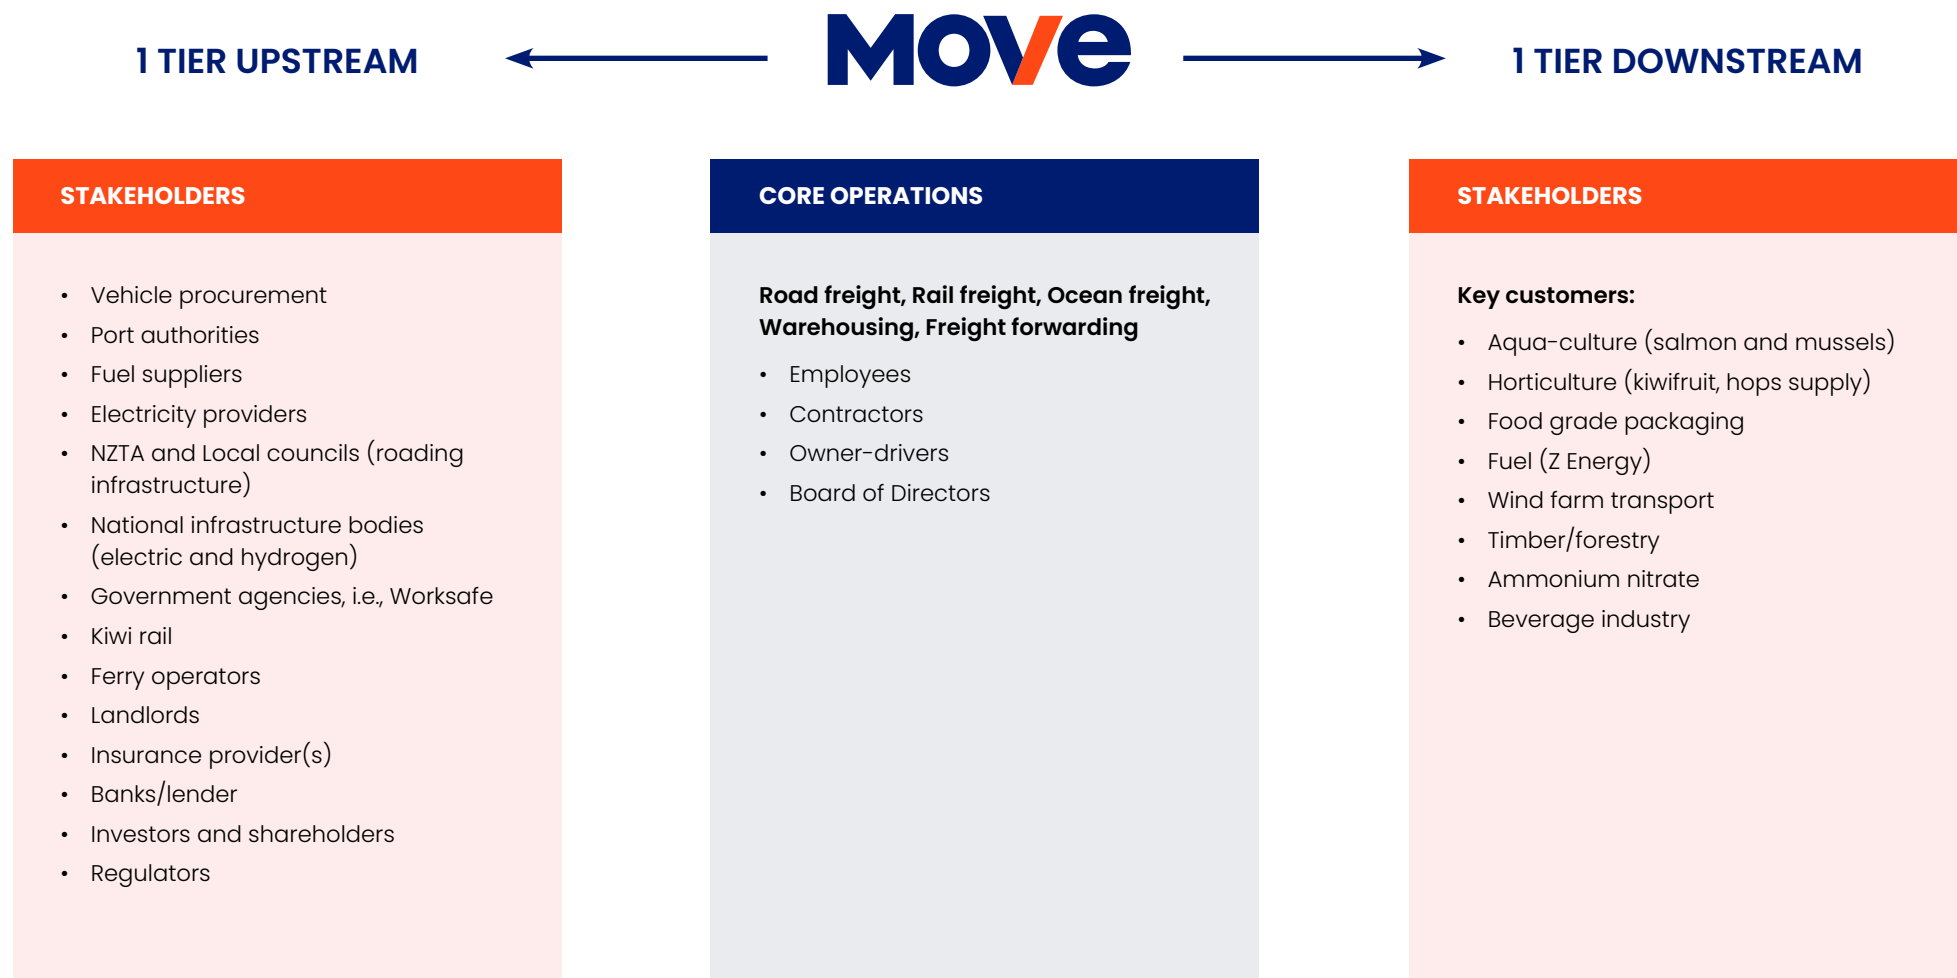 1 TIER UPSTREAM
Move
1 TIER DOWNSTREAM
STAKEHOLDERS
• Vehicle procurement
• Port authorities
• Fuel suppliers
• Electricity providers
• NZTA and Local councils (roading
infrastructure)
• National infrastructure bodies
(electric and hydrogen)
• Government agencies, i.e., Worksafe
• Kiwi rail
• Ferry operators
• Landlords
• Insurance provider(s)
• Banks/lender
• Investors and shareholders
• Regulators
CORE OPERATIONS
Road freight, Rail freight, Ocean freight,
Warehousing, Freight forwarding
• Employees
• Contractors
• Owner-drivers
• Board of Directors
STAKEHOLDERS
Key customers:
• Aqua-culture (salmon and mussels)
• Horticulture (kiwifruit, hops supply)
• Food grade packaging
• Fuel (Z Energy)
• Wind farm transport
• Timber/forestry
• Ammonium nitrate
• Beverage industry